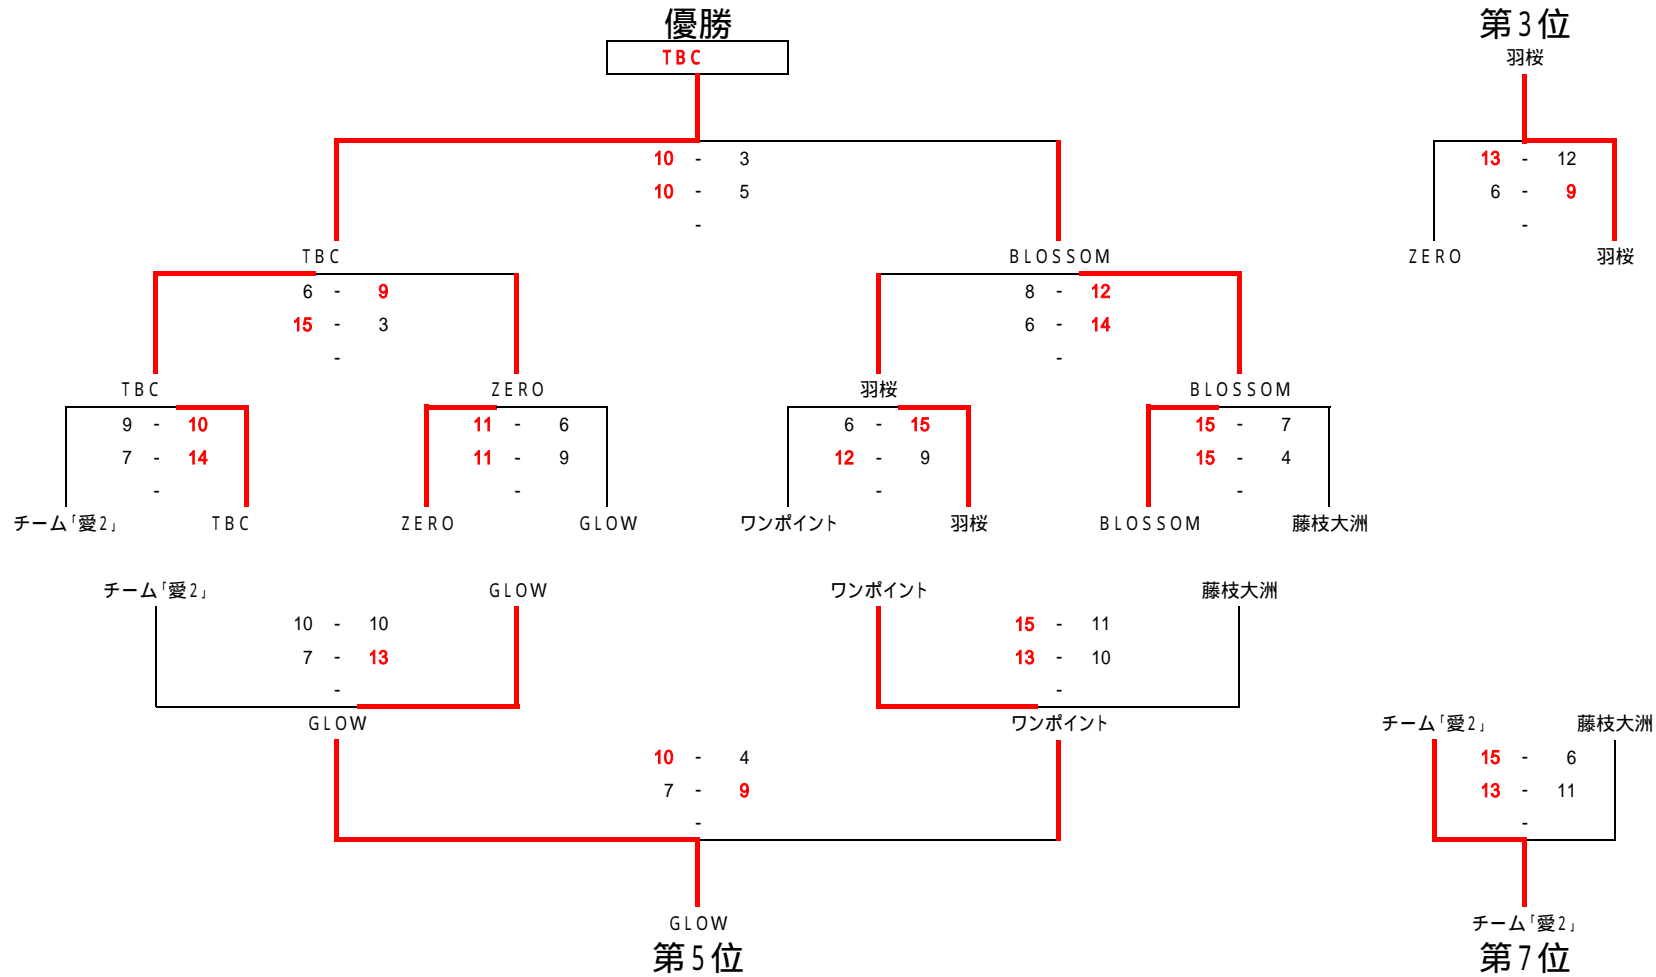 優勝 第3位
TBC 羽桜
10 - 3 13 - 12
10 - 5 6 - 9
- -
TBC BLOSSOM ZERO 羽桜
6 - 9 8 - 12
15 - 3 6 - 14
- -
TBC ZERO 羽桜 BLOSSOM
9 - 10 11 - 6 6 - 15 15 - 7
7 - 14 11 - 9 12 - 9 15 - 4
- - - -
チーム「愛2」 TBC ZERO GLOW ワンポイント 羽桜 BLOSSOM 藤枝大洲
チーム「愛2」 GLOW ワンポイント 藤枝大洲
10 - 10 15 - 11
7 - 13 13 - 10
- -
GLOW ワンポイント チーム「愛2」 藤枝大洲
10 - 4 15 - 6
7 - 9 13 - 11
- -
GLOW チーム「愛2」
第5位 第7位